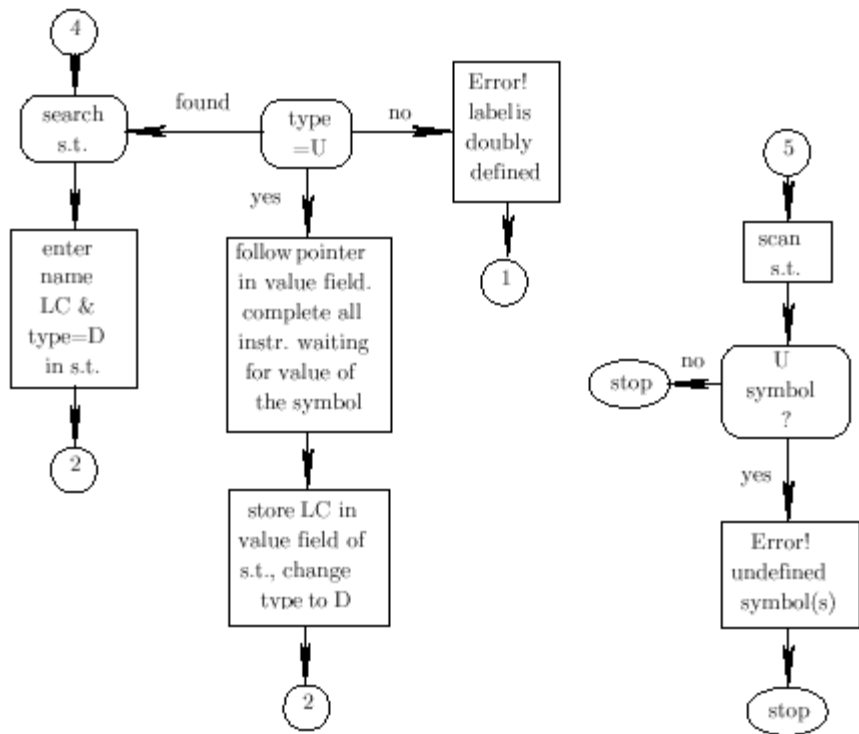 4
search
s.t.
found
type
=U
no
Error!
label is
doubly
defined
1
enter
name
LC &
type=D
in s.t.
2
yes
follow pointer
in value field.
complete all
instr. waiting
for value of
the symbol
store LC in
value field of
s.t., change
type to D
2
5
scan
s.t.
U
symbol
?
no
stop
yes
Error!
undefined
symbol(s)
stop